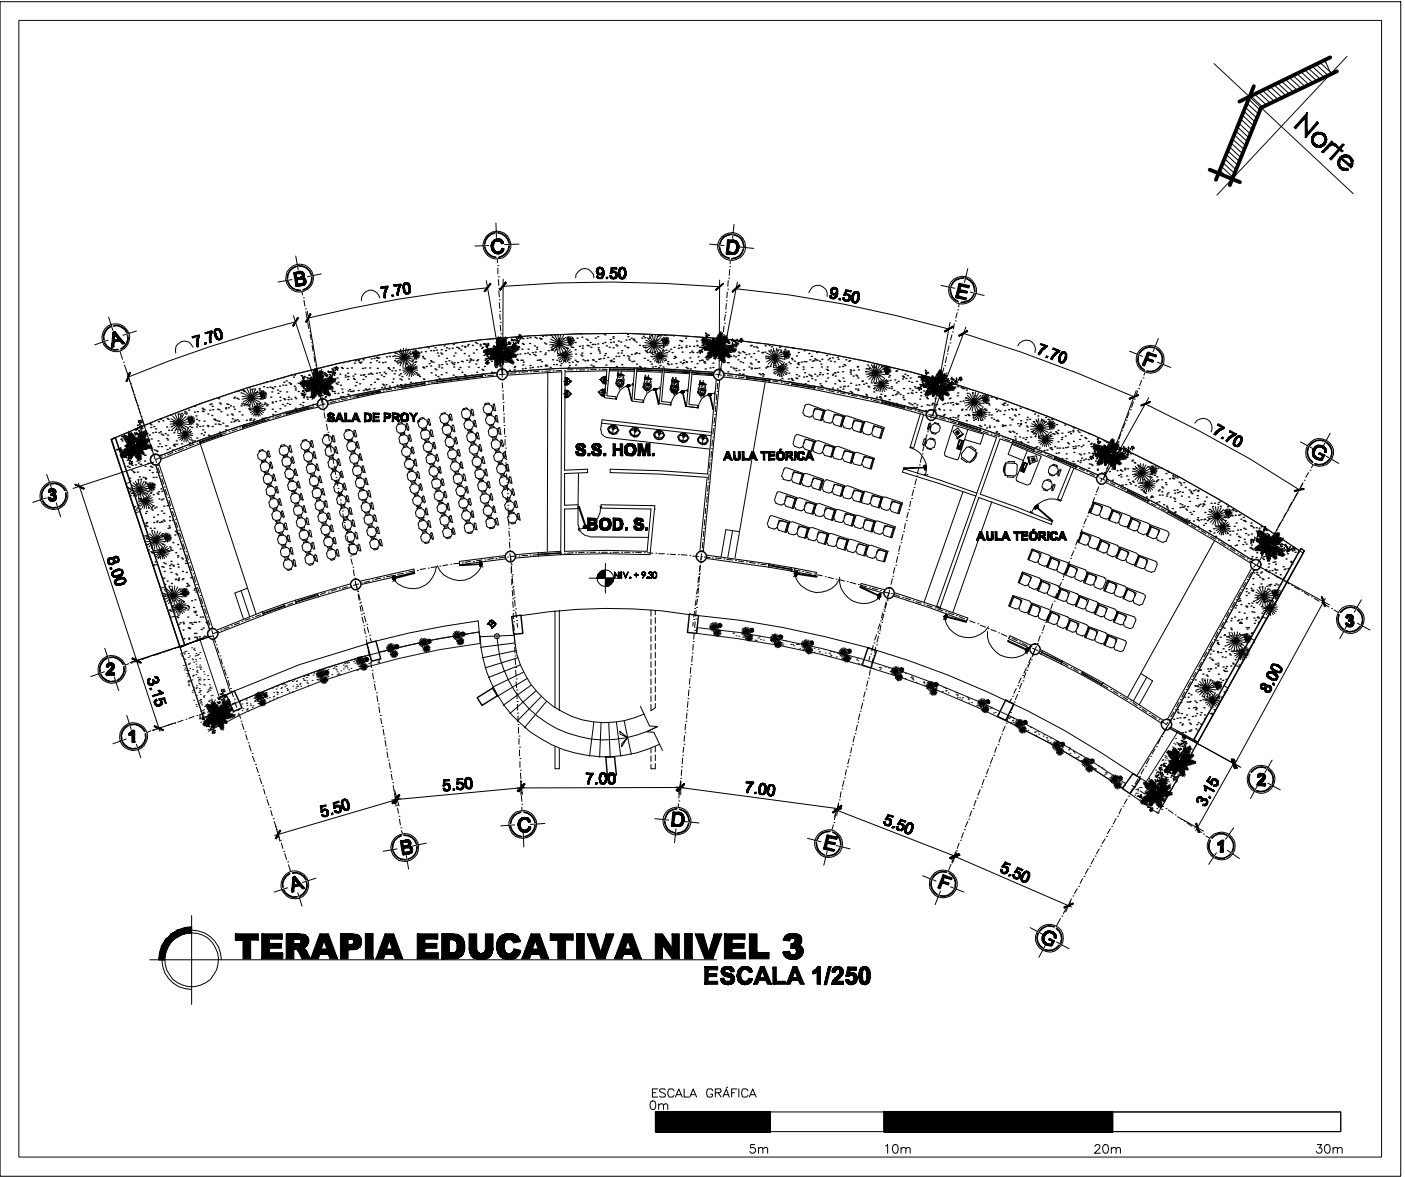 Norte
A
B
C
D
E
F
G
7.70
7.70
9.50
9.50
7.70
7.70
3
8.00
2
3.15
1
SALA DE PROY.
S.S. HOM.
BOD. S.
AULA TEÓRICA
AULA TEÓRICA
NIV. + 9.30
3
8.00
2
3.15
1
5.50
5.50
7.00
7.00
5.50
5.50
A
B
C
D
E
F
G
TERAPIA EDUCATIVA NIVEL 3
ESCALA 1/250
ESCALA GRÁFICA
0m
5m
10m
20m
30m